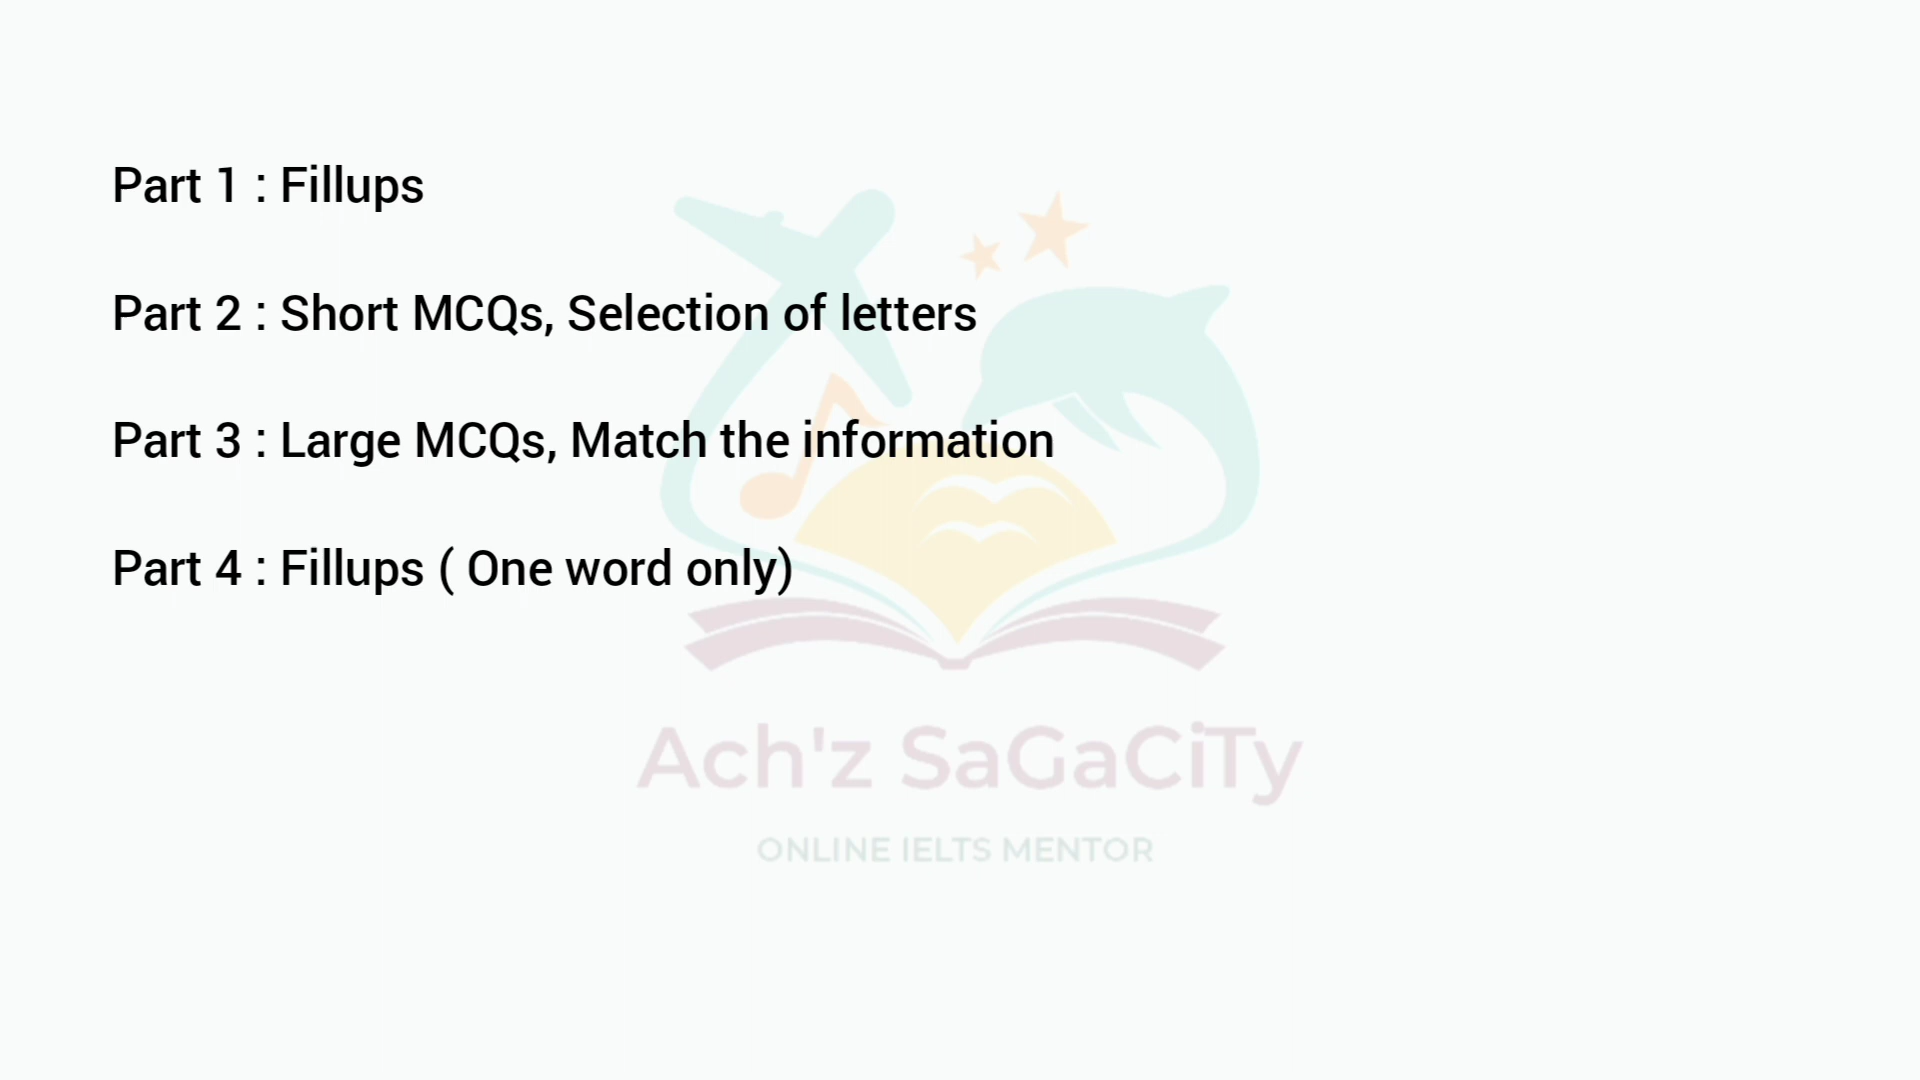 Part 1 : Fillups
Part 2 : Short MCQs, Selection of letters
Part 3 : Large MCQs, Match the information
Part 4 : Fillups ( One word only)
Ach'z SaGaCiTy
ONLINE IELTS MENTOR